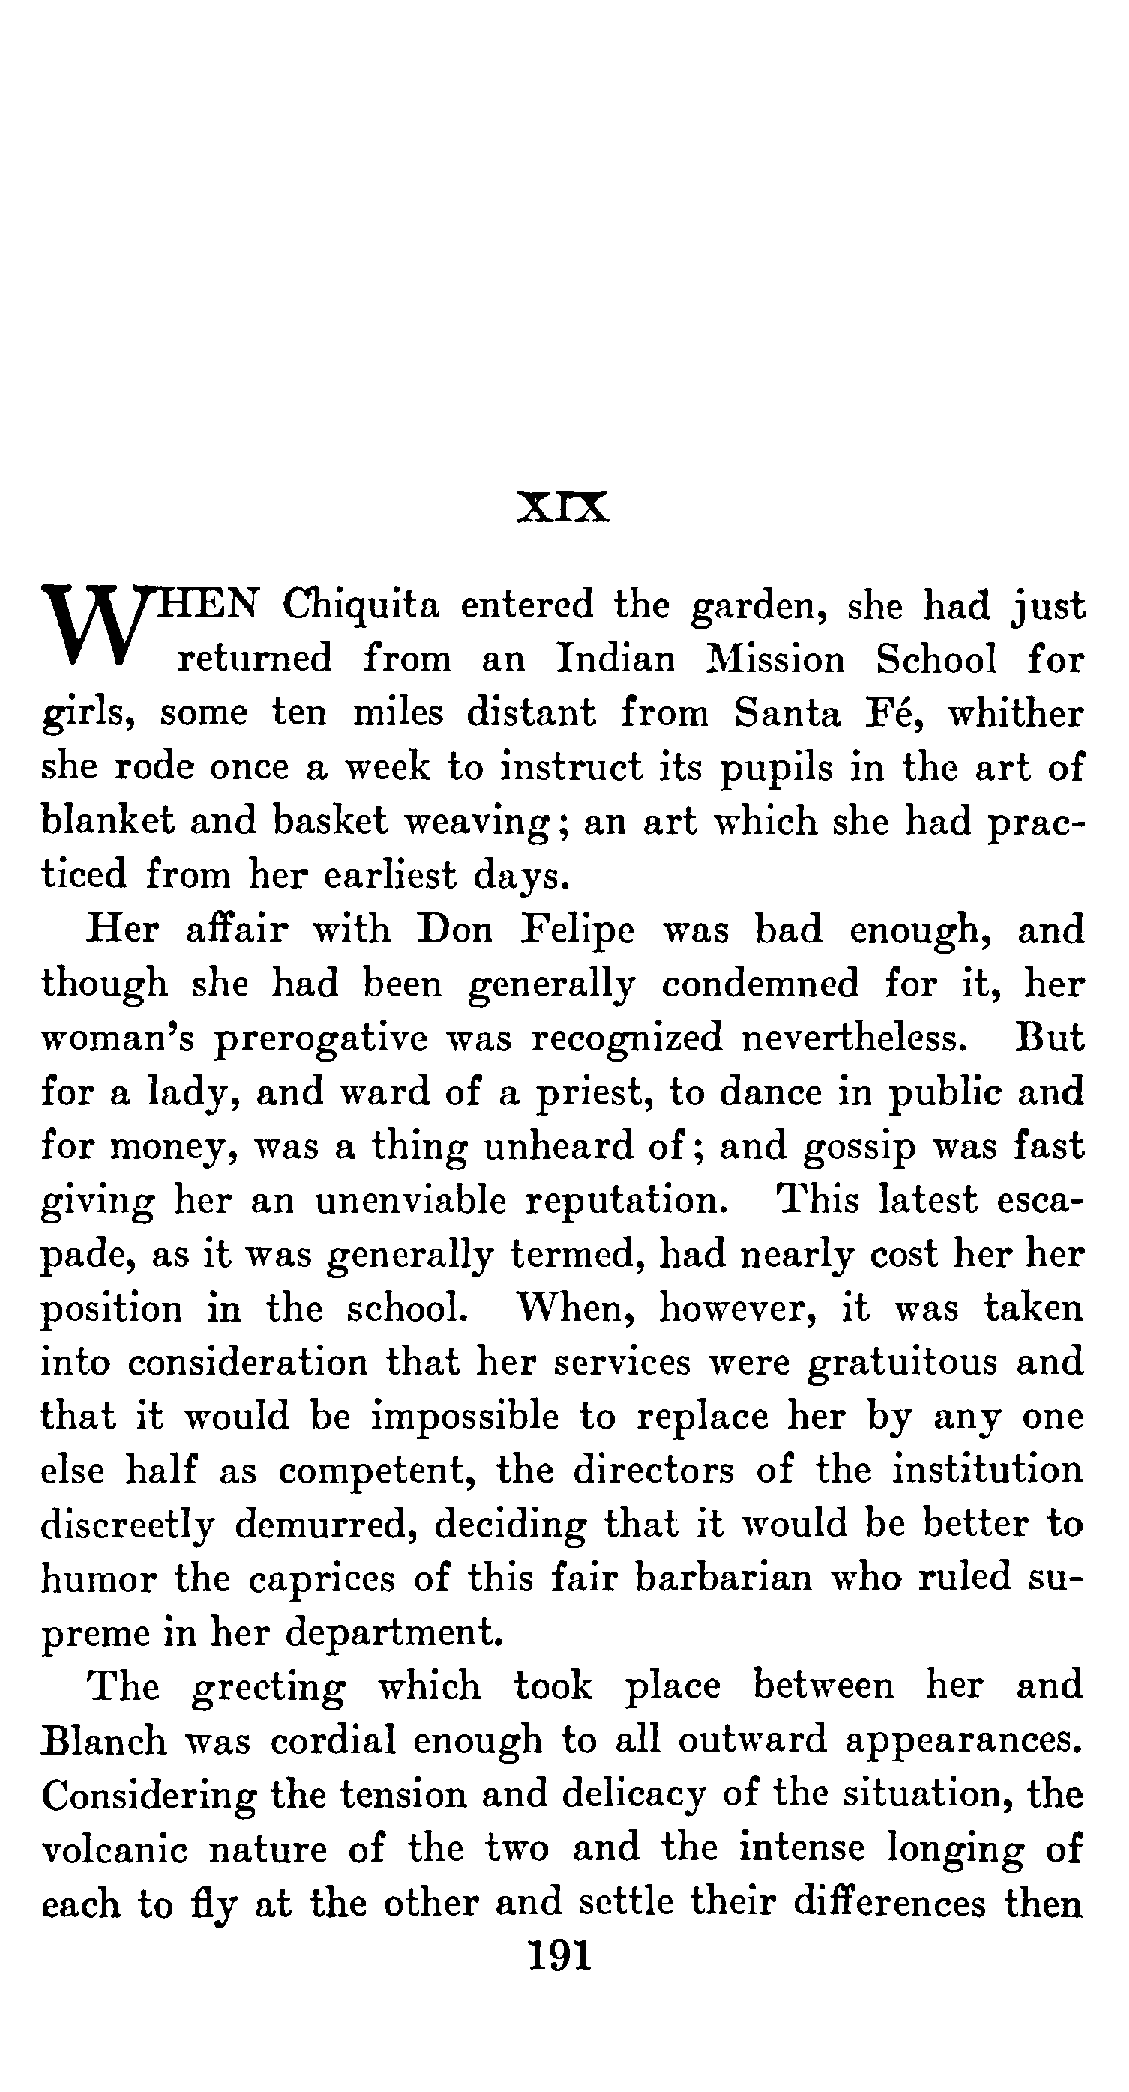 XIX
WHEN Chiquita entered the garden, she had just
returned from an Indian Mission School for
girls, some ten miles distant from Santa Fé, whither
she rode once a week to instruct its pupils in the art of
blanket and basket weaving; an art which she had prac-
ticed from her earliest days.
Her affair with Don Felipe was bad enough, and
though she had been generally condemned for it, her
woman's prerogative was recognized nevertheless. But
for a lady, and ward of a priest, to dance in public and
for money, was a thing unheard of; and gossip was fast
giving her an unenviable reputation. This latest esca-
pade, as it was generally termed, had nearly cost her her
position in the school. When, however, it was taken
into consideration that her services were gratuitous and
that it would be impossible to replace her by any one
else half as competent, the directors of the institution
discreetly demurred, deciding that it would be better to
humor the caprices of this fair barbarian who ruled su-
preme in her department.
The greeting which took place between her and
Blanch was cordial enough to all outward appearances.
Considering the tension and delicacy of the situation, the
volcanic nature of the two and the intense longing of
each to fly at the other and settle their differences then
191